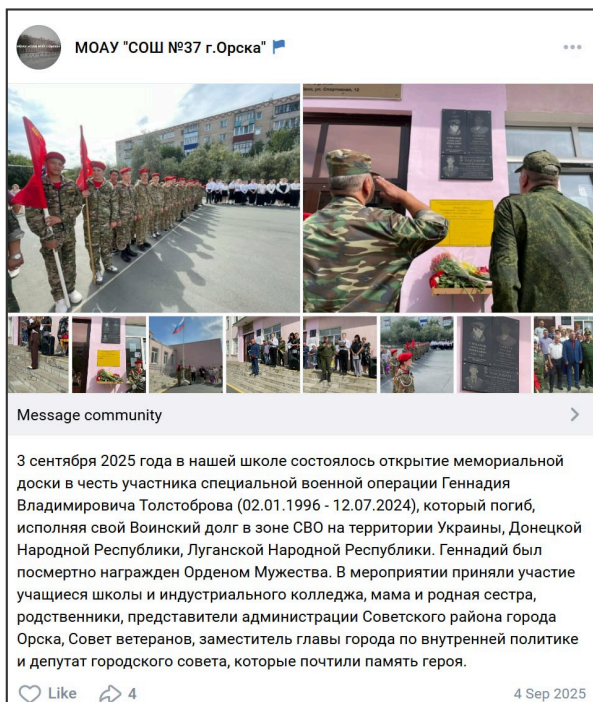 МОАУ "СОШ №37 г.Орска"
Message community
3 сентября 2025 года в нашей школе состоялось открытие мемориальной
доски в честь участника специальной военной операции Геннадия
Владимировича Толстоброва (02.01.1996 - 12.07.2024), который погиб,
исполняя свой Воинский долг в зоне СВО на территории Украины, Донецкой
Народной Республики, Луганской Народной Республики. Геннадий был
посмертно награжден Орденом Мужества. В мероприятии приняли участие
учащиеся школы и индустриального колледжа, мама и родная сестра,
родственники, представители администрации Советского района города
Орска, Совет ветеранов, заместитель главы города по внутренней политике
и депутат городского совета, которые почтили память героя.
Like 4 4 Sep 2025